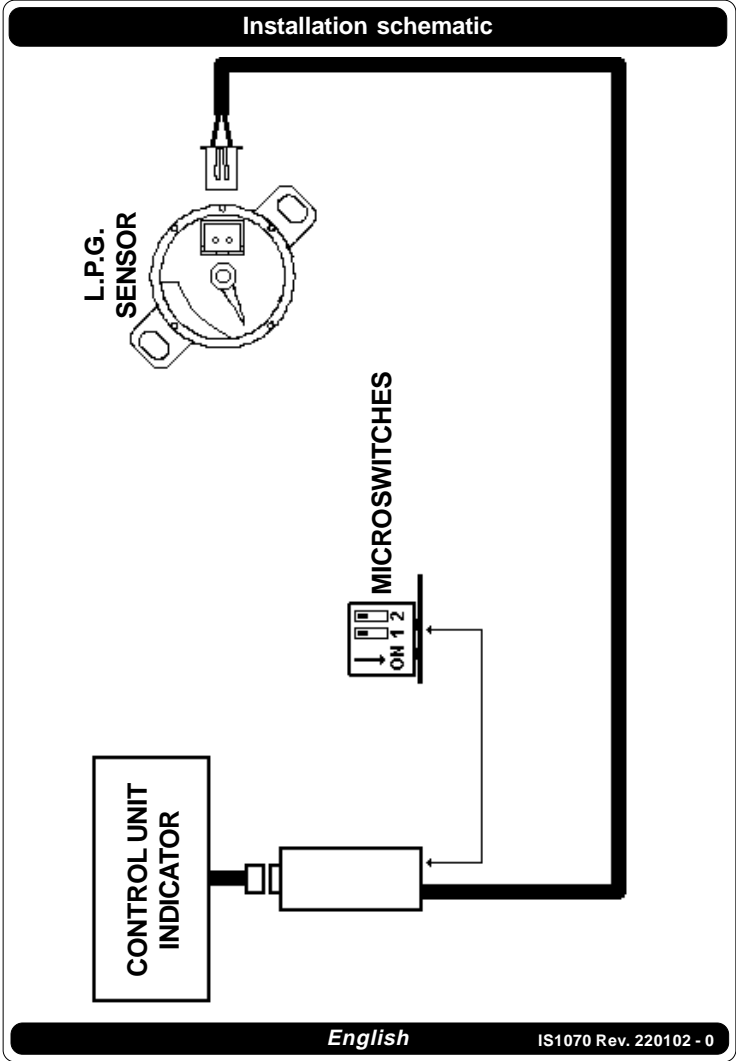 Installation schematic
L.P.G.
SENSOR
MICROSWITCHES
ON 1 2
CONTROL UNIT
INDICATOR
English
IS1070 Rev. 220102 - 0